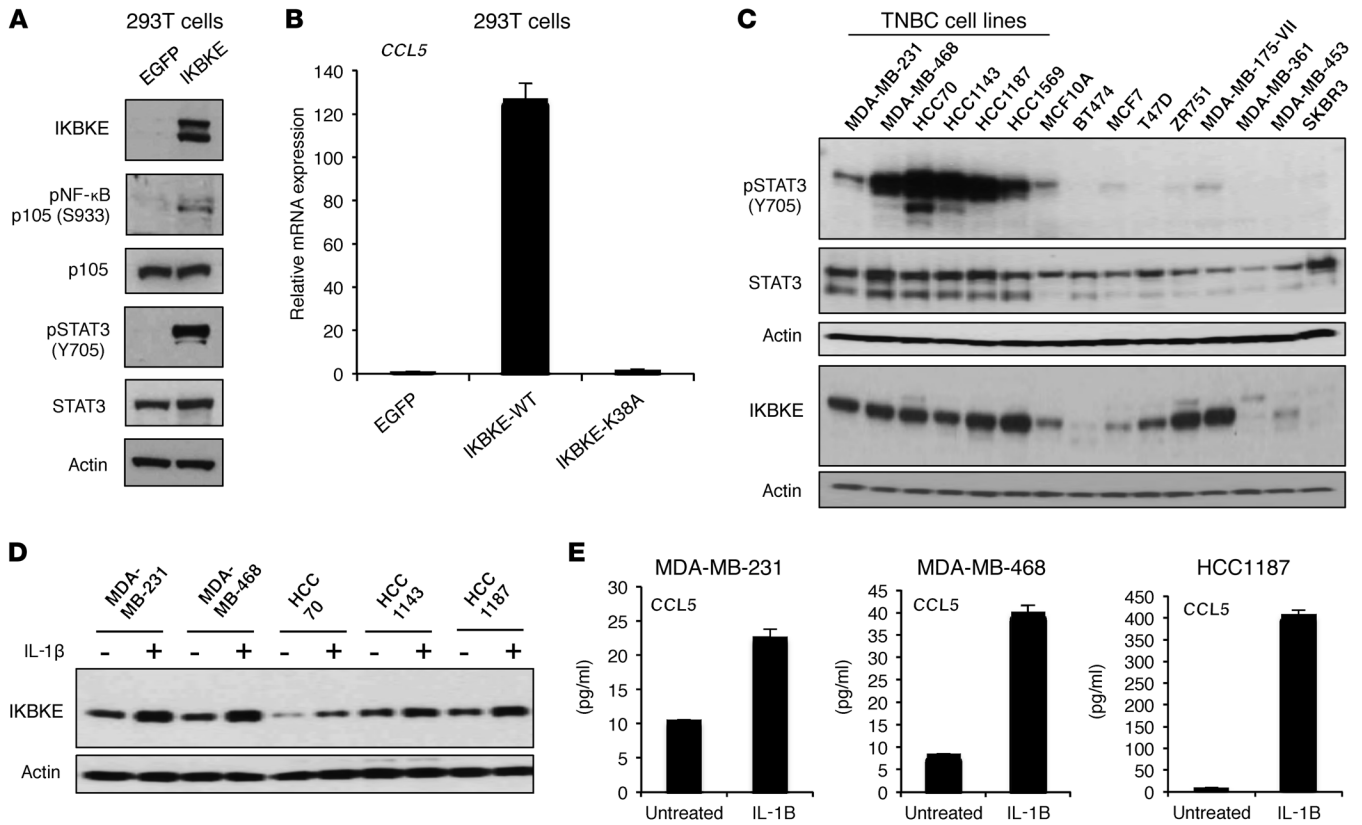 A
293T cells
EGFP
IKBKE
IKBKE
pNF-κB
p105 (S933)
p105
pSTAT3
(Y705)
STAT3
Actin
B
293T cells
CCL5
Relative mRNA expression
140
120
100
80
60
40
20
0
EGFP
IKBKE-WT
IKBKE-K38A
C
TNBC cell lines
MDA-MB-231
MDA-MB-468
HCC70
HCC1143
HCC1187
HCC1569
MCF10A
BT474
MCF7
T47D
ZR751
MDA-MB-175-VII
MDA-MB-361
MDA-MB-453
SKBR3
pSTAT3
(Y705)
STAT3
Actin
IKBKE
Actin
D
MDA-
MB-231
MDA-
MB-468
HCC
70
HCC
1143
HCC
1187
IL-1β - + - + - + - + - +
IKBKE
Actin
E
MDA-MB-231
CCL5
(pg/ml)
30
25
20
15
10
5
0
Untreated IL-1B
MDA-MB-468
CCL5
(pg/ml)
45
40
35
30
25
20
15
10
5
0
Untreated IL-1B
HCC1187
CCL5
(pg/ml)
450
400
350
300
250
200
150
100
50
0
Untreated IL-1B